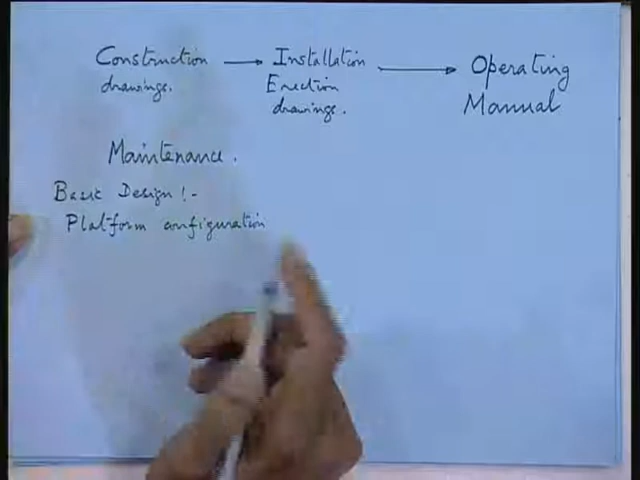 Construction → Installation → Operating
drawings. Erection Manual
drawings.
Maintenance.
Basic Design :-
Platform configuration